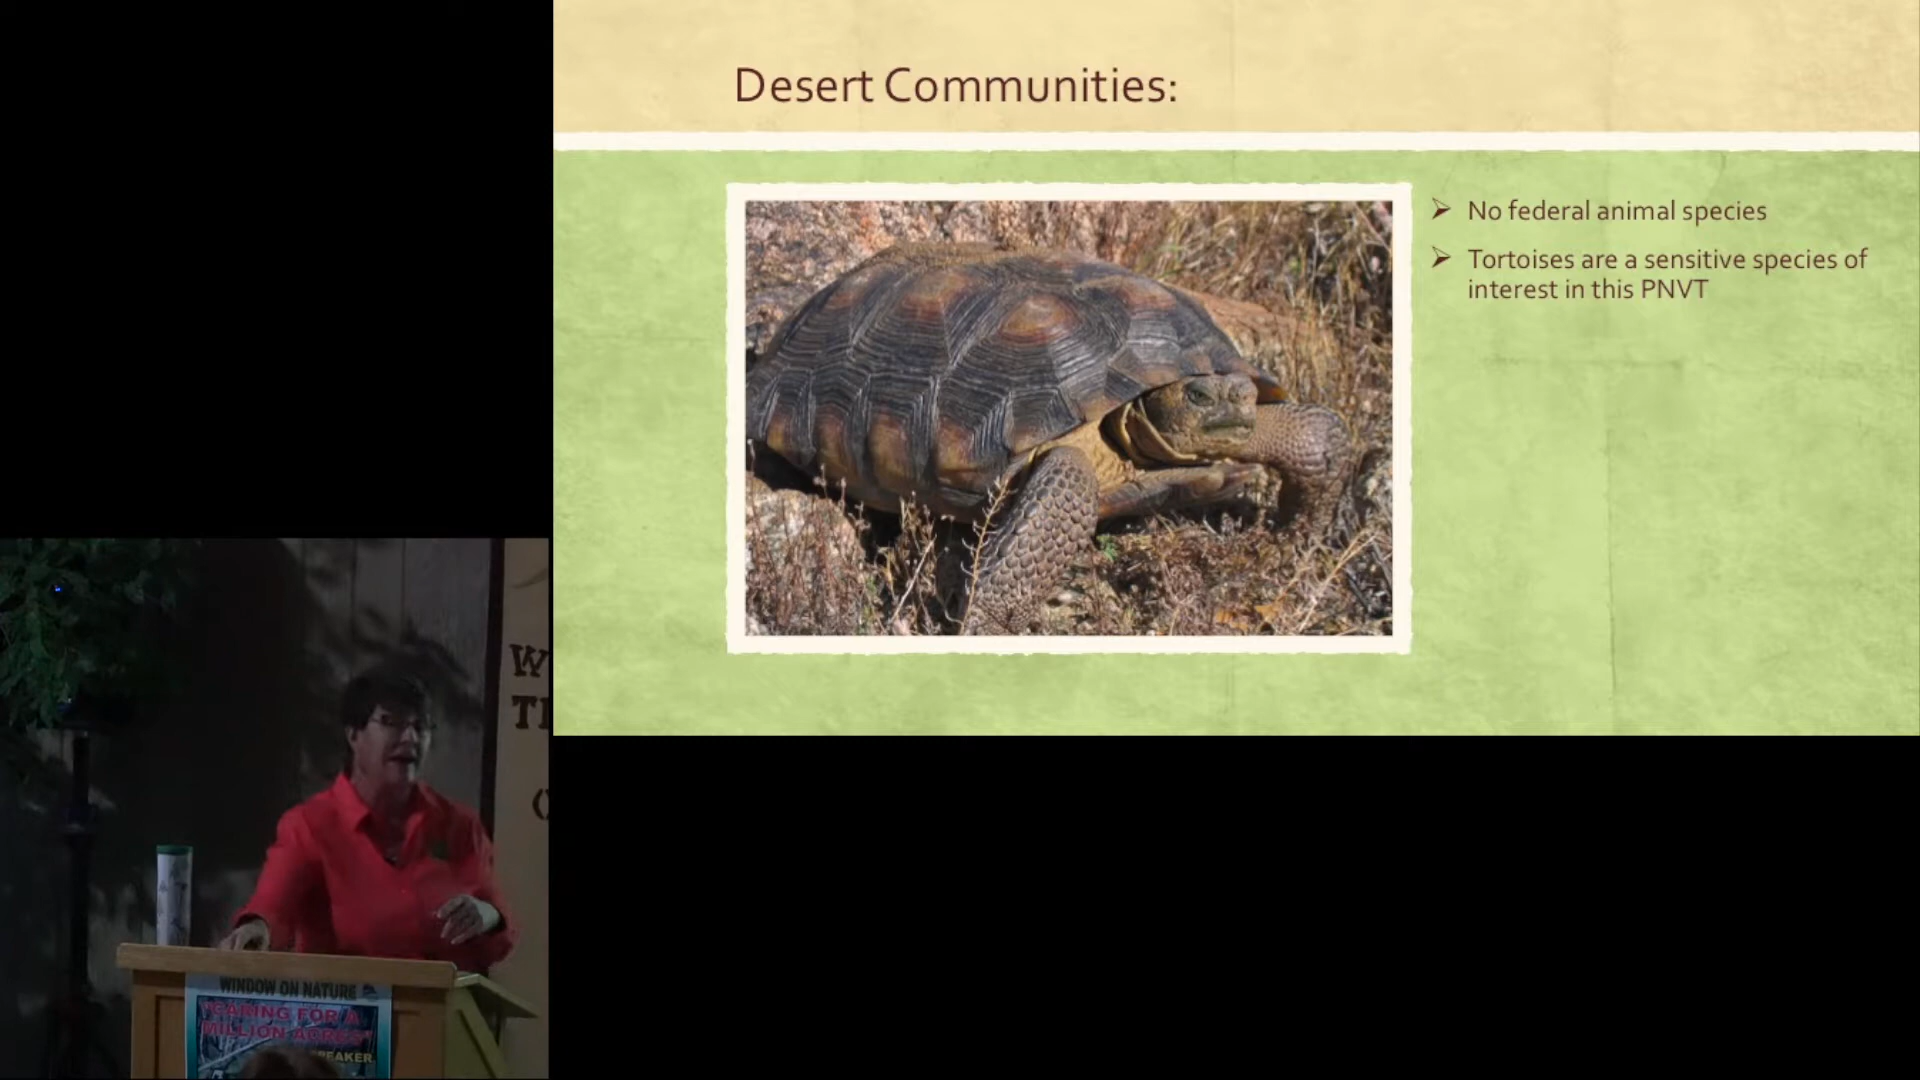 Desert Communities:
No federal animal species
Tortoises are a sensitive species of
interest in this PNVT
WINDOW ON NATURE
"CARING FOR A
MILLION ACRES"
SPEAKER